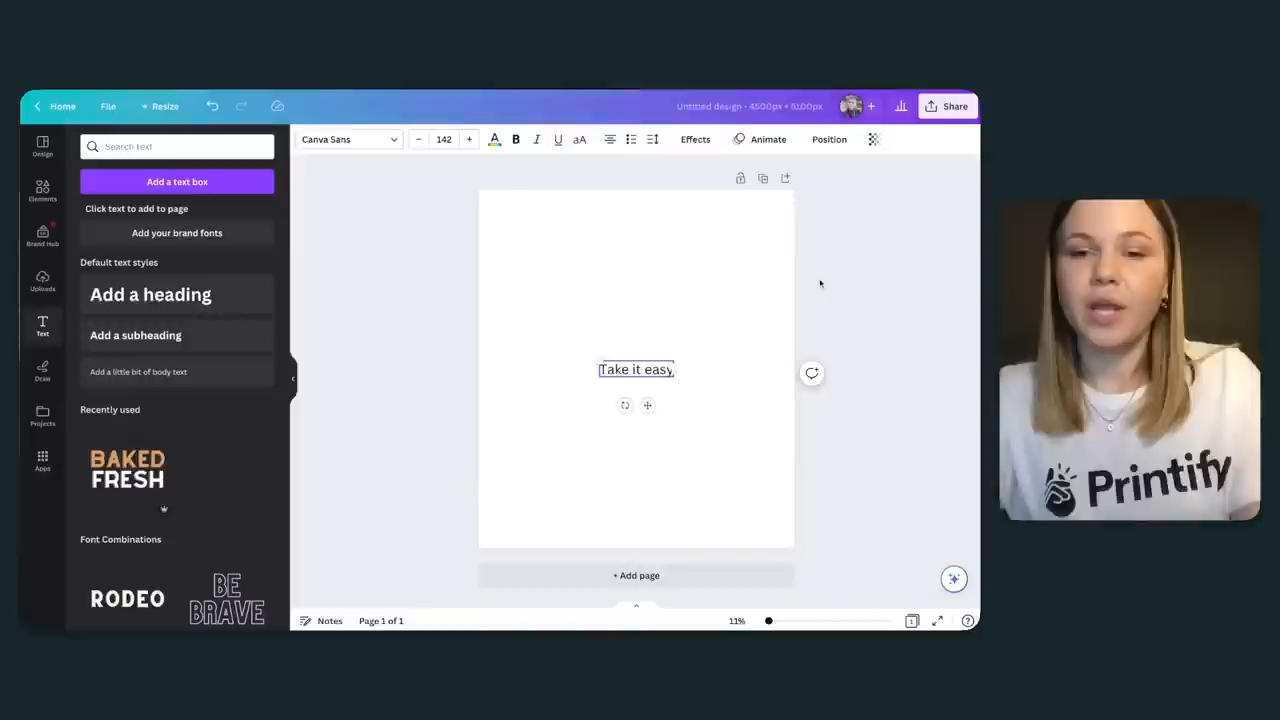 Home
File
Resize
Untitled design - 4500px × 5100px
Share
Canva Sans
142
B
I
U
aA
Effects
Animate
Position
Design
Elements
Brand Hub
Uploads
Text
Draw
Projects
Apps
Search text
Add a text box
Click text to add to page
Add your brand fonts
Default text styles
Add a heading
Add a subheading
Add a little bit of body text
Recently used
BAKED
FRESH
Font Combinations
RODEO
BE
BRAVE
Take it easy
+ Add page
Notes
Page 1 of 1
11%
1
Printify